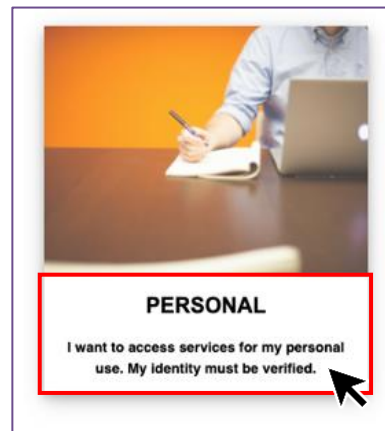 PERSONAL
I want to access services for my personal
use. My identity must be verified.